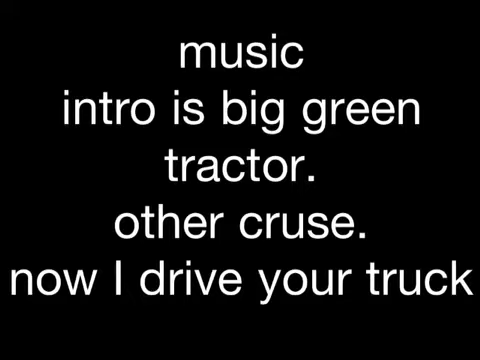 music
intro is big green
tractor.
other cruse.
now I drive your truck